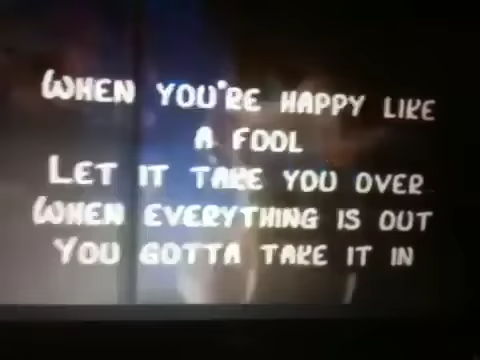 WHEN YOU'RE HAPPY LIKE
A FOOL
LET IT TAKE YOU OVER
WHEN EVERYTHING IS OUT
YOU GOTTA TAKE IT IN